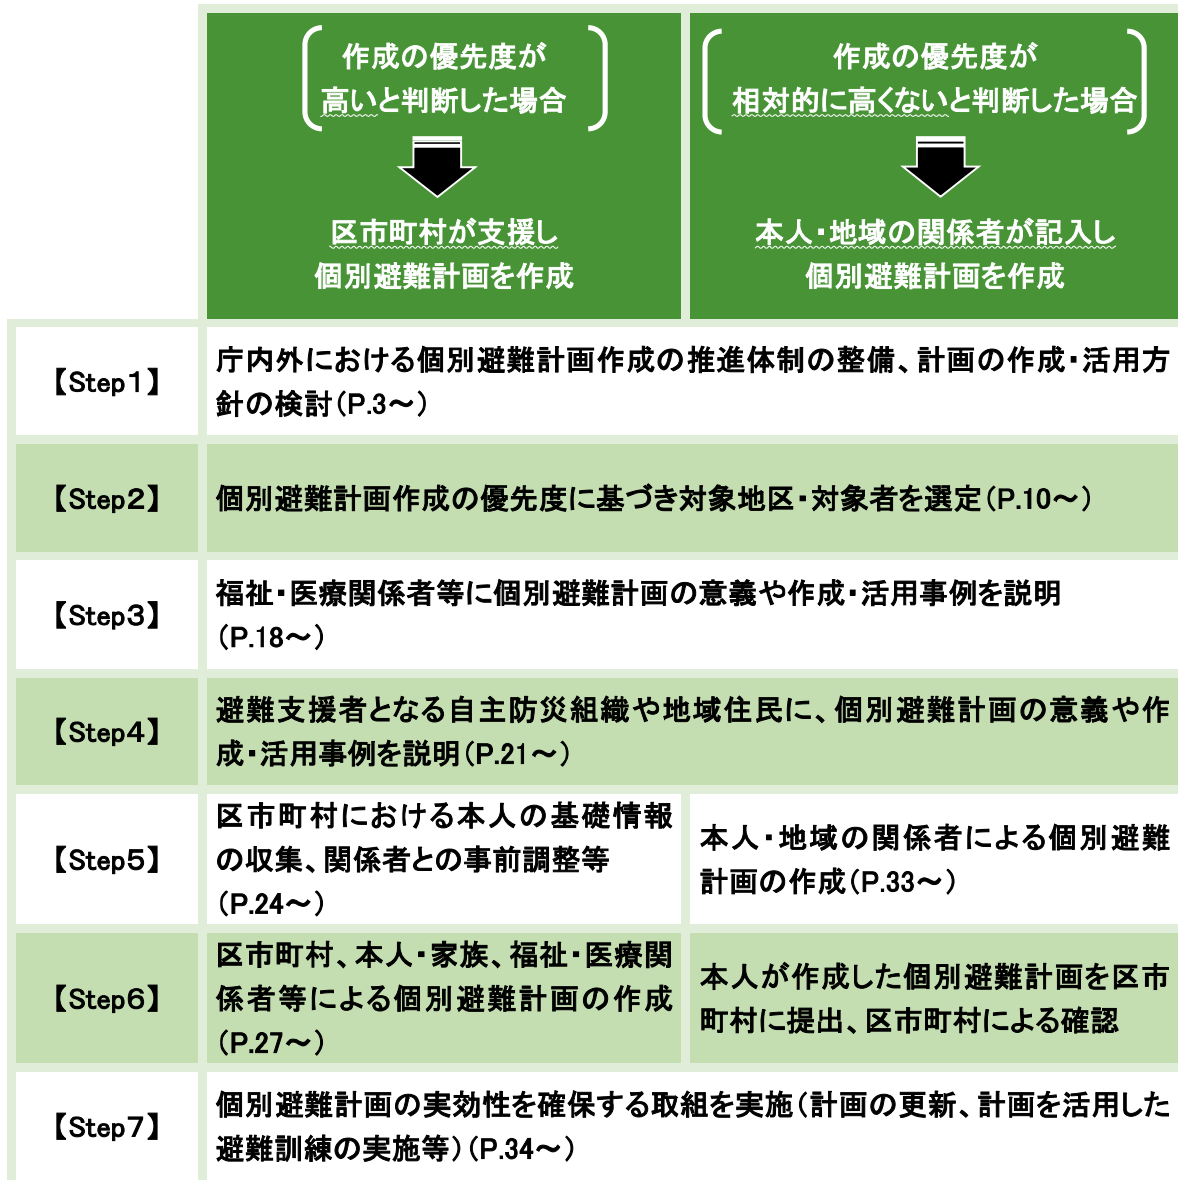 作成の優先度が
高いと判断した場合
区市町村が支援し
個別避難計画を作成
作成の優先度が
相対的に高くないと判断した場合
本人・地域の関係者が記入し
個別避難計画を作成
【Step1】
庁内外における個別避難計画作成の推進体制の整備、計画の作成・活用方
針の検討(P.3~)
【Step2】
個別避難計画作成の優先度に基づき対象地区・対象者を選定(P.10~)
【Step3】
福祉・医療関係者等に個別避難計画の意義や作成・活用事例を説明
(P.18~)
【Step4】
避難支援者となる自主防災組織や地域住民に、個別避難計画の意義や作
成・活用事例を説明(P.21~)
【Step5】
区市町村における本人の基礎情報
の収集、関係者との事前調整等
(P.24~)
本人・地域の関係者による個別避難
計画の作成(P.33~)
【Step6】
区市町村、本人・家族、福祉・医療関
係者等による個別避難計画の作成
(P.27~)
本人が作成した個別避難計画を区市
町村に提出、区市町村による確認
【Step7】
個別避難計画の実効性を確保する取組を実施(計画の更新、計画を活用した
避難訓練の実施等)(P.34~)